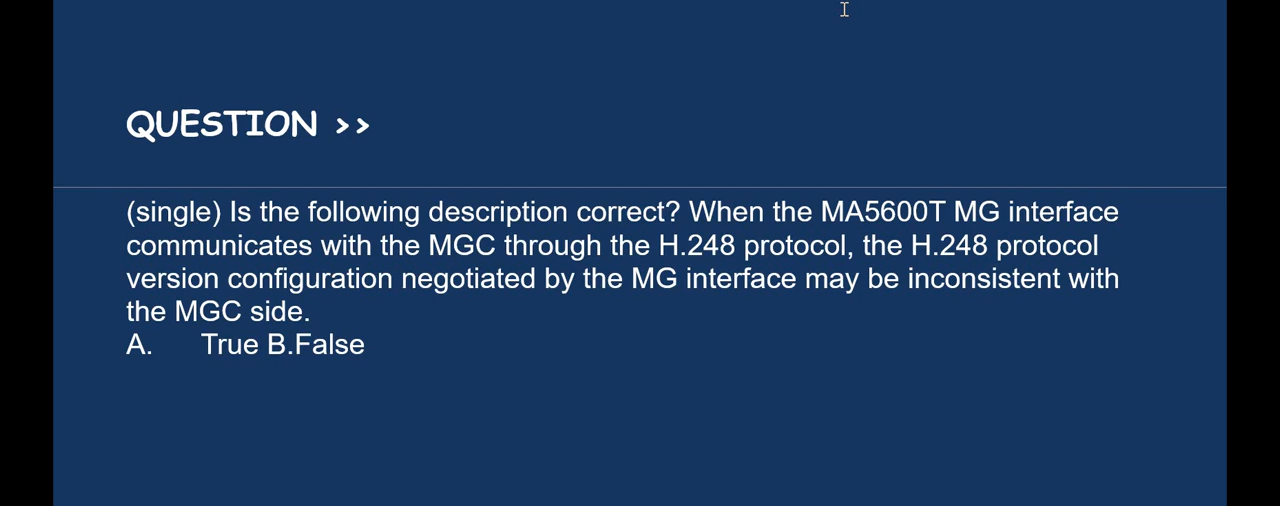 QUESTION >>
(single) Is the following description correct? When the MA5600T MG interface
communicates with the MGC through the H.248 protocol, the H.248 protocol
version configuration negotiated by the MG interface may be inconsistent with
the MGC side.
A. True B.False